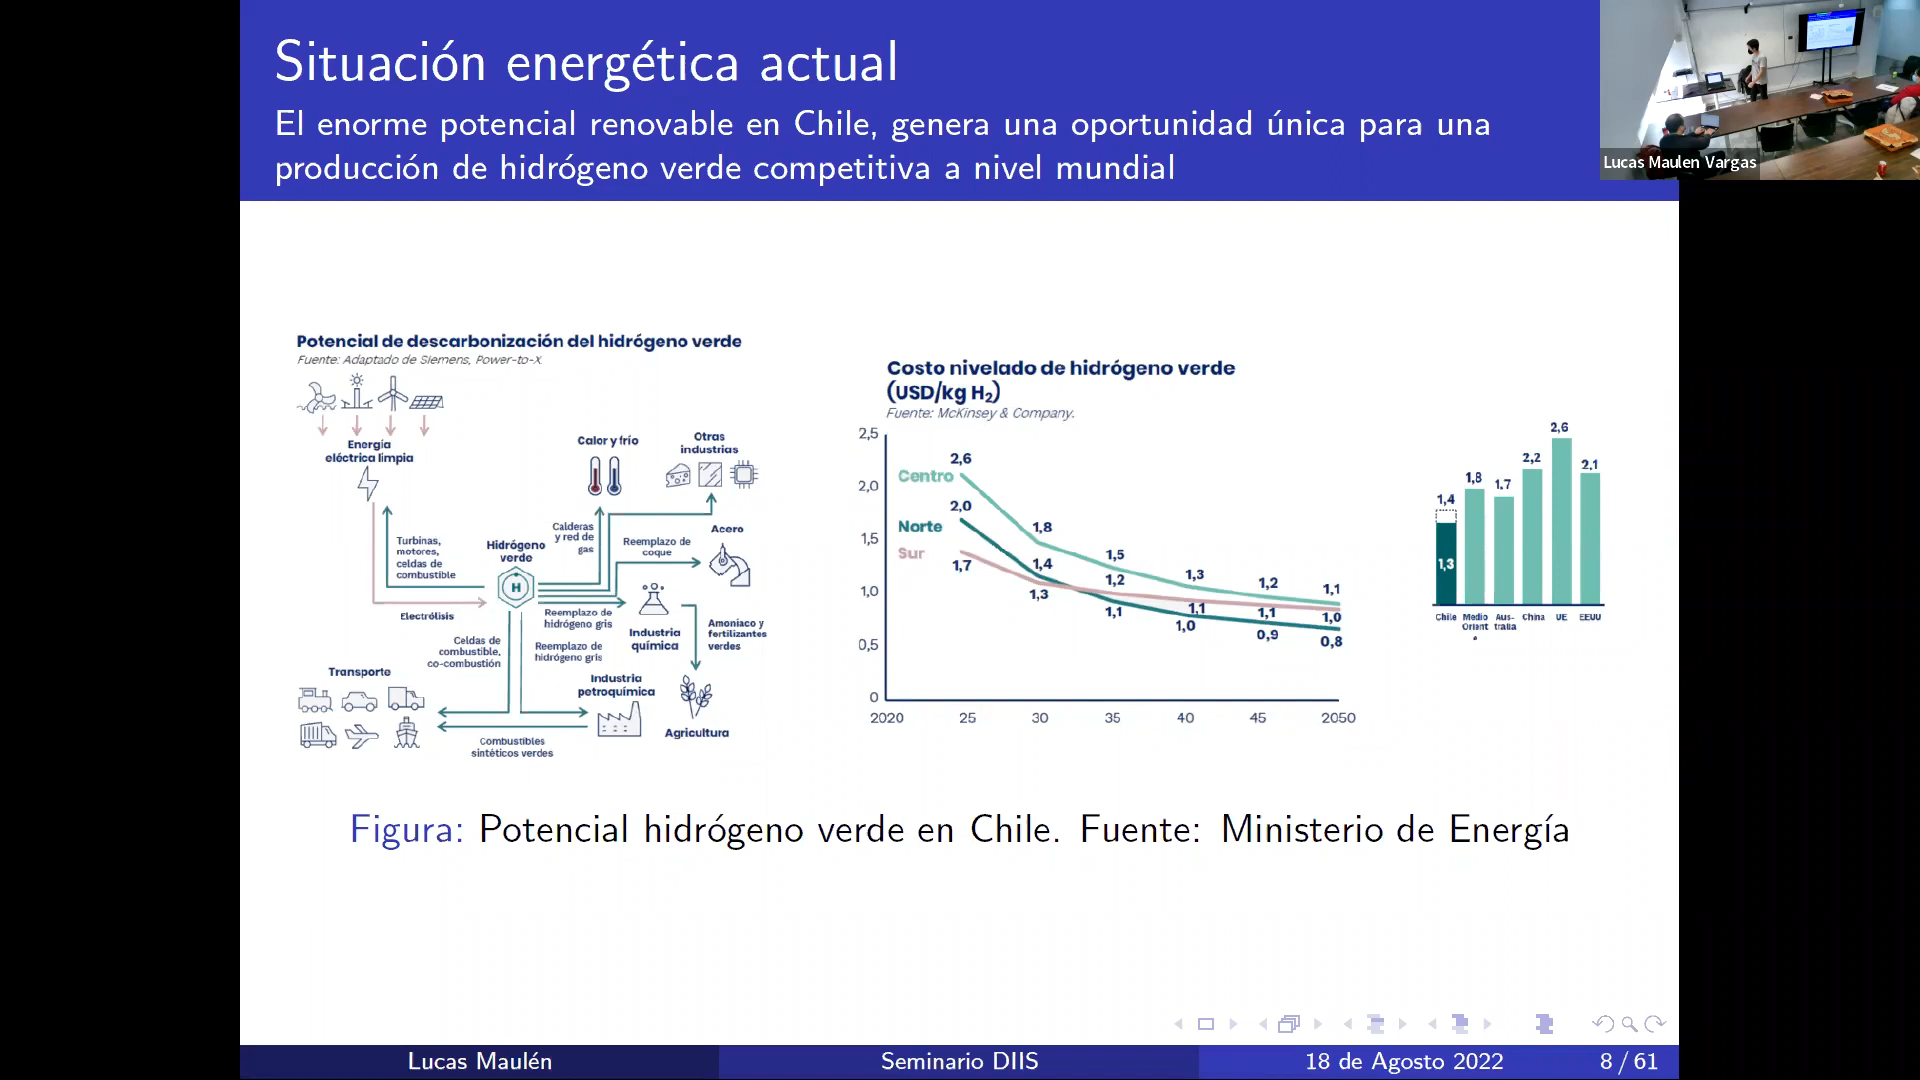 Situación energética actual
El enorme potencial renovable en Chile, genera una oportunidad única para una
producción de hidrógeno verde competitiva a nivel mundial
Lucas Maulen Vargas
Potencial de descarbonización del hidrógeno verde
Fuente: Adaptado de Siemens, Power-to-X.
Energía
eléctrica limpia
Calor y frío
Otras
industrias
Turbinas,
motores,
celdas de
combustible
Hidrógeno
verde
H
Calderas
y red de
gas
Reemplazo de
coque
Acero
Electrólisis
Reemplazo de
hidrógeno gris
Industria
química
Amoníaco y
fertilizantes
verdes
Celdas de
combustible,
co-combustión
Reemplazo de
hidrógeno gris
Transporte
Industria
petroquímica
Agricultura
Combustibles
sintéticos verdes
Costo nivelado de hidrógeno verde
(USD/kg H₂)
Fuente: McKinsey & Company.
2,5
2,0
1,5
1,0
0,5
0
Centro
Norte
Sur
2,6
1,8
1,5
1,3
1,2
1,1
2,0
1,4
1,2
1,1
1,1
1,0
1,7
1,3
1,1
1,0
0,9
0,8
2020 25 30 35 40 45 2050
1,4
1,3
1,8
1,7
2,2
2,6
2,1
Chile Medio Aus- China UE EEUU
Orient tralia
e
Figura: Potencial hidrógeno verde en Chile. Fuente: Ministerio de Energía
Lucas Maulén Seminario DIIS 18 de Agosto 2022 8 / 61